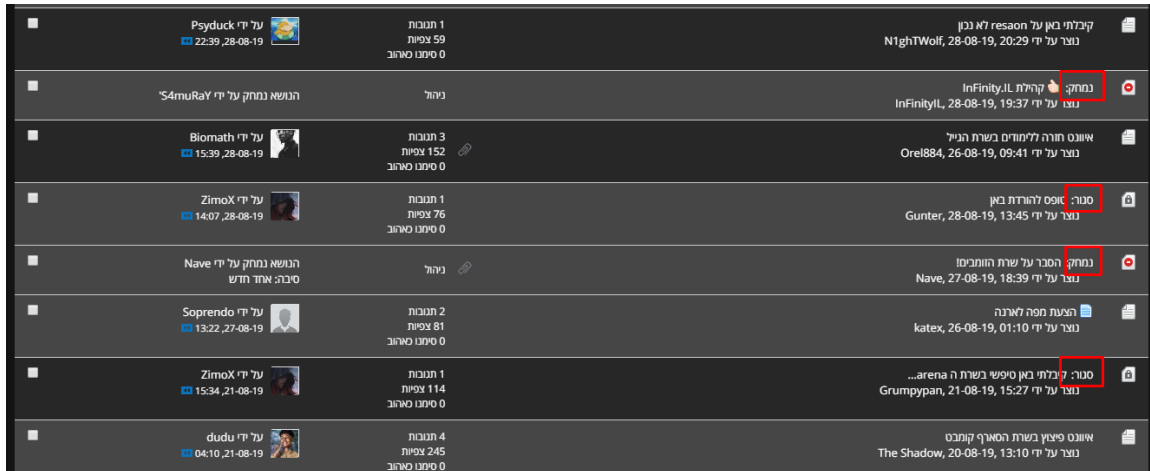 קיבלתי באן על resaon לא נכון
נוצר על ידי N1ghTWolf, 28-08-19, 20:29
1 תגובות
59 צפיות
0 סימנו כאהוב
על ידי Psyduck
22:39 ,28-08-19
נמחק: 👆🏻 קהילת InFinity.IL
נוצר על ידי InFinityIL, 28-08-19, 19:37
ניהול
הנושא נמחק על ידי S4muRaY'
איוונט חזרה ללימודים בשרת הגייל
נוצר על ידי Orel884, 26-08-19, 09:41
3 תגובות
152 צפיות
0 סימנו כאהוב
על ידי Biomath
15:39 ,28-08-19
סגור: טופס להורדת באן
נוצר על ידי Gunter, 28-08-19, 13:45
1 תגובות
76 צפיות
0 סימנו כאהוב
על ידי ZimoX
14:07 ,28-08-19
נמחק: הסבר על שרת הזומבים!
נוצר על ידי Nave, 27-08-19, 18:39
ניהול
הנושא נמחק על ידי Nave
סיבה: אחד חדש
הצעת מפה לארנה
נוצר על ידי katex, 26-08-19, 01:10
2 תגובות
81 צפיות
0 סימנו כאהוב
על ידי Soprendo
13:22 ,27-08-19
סגור: קיבלתי באן טיפשי בשרת ה arena...
נוצר על ידי Grumpypan, 21-08-19, 15:27
1 תגובות
114 צפיות
0 סימנו כאהוב
על ידי ZimoX
15:34 ,21-08-19
איוונט פיצוץ בשרת הסארף קומבט
נוצר על ידי The Shadow, 20-08-19, 13:10
4 תגובות
245 צפיות
0 סימנו כאהוב
על ידי dudu
04:10 ,21-08-19